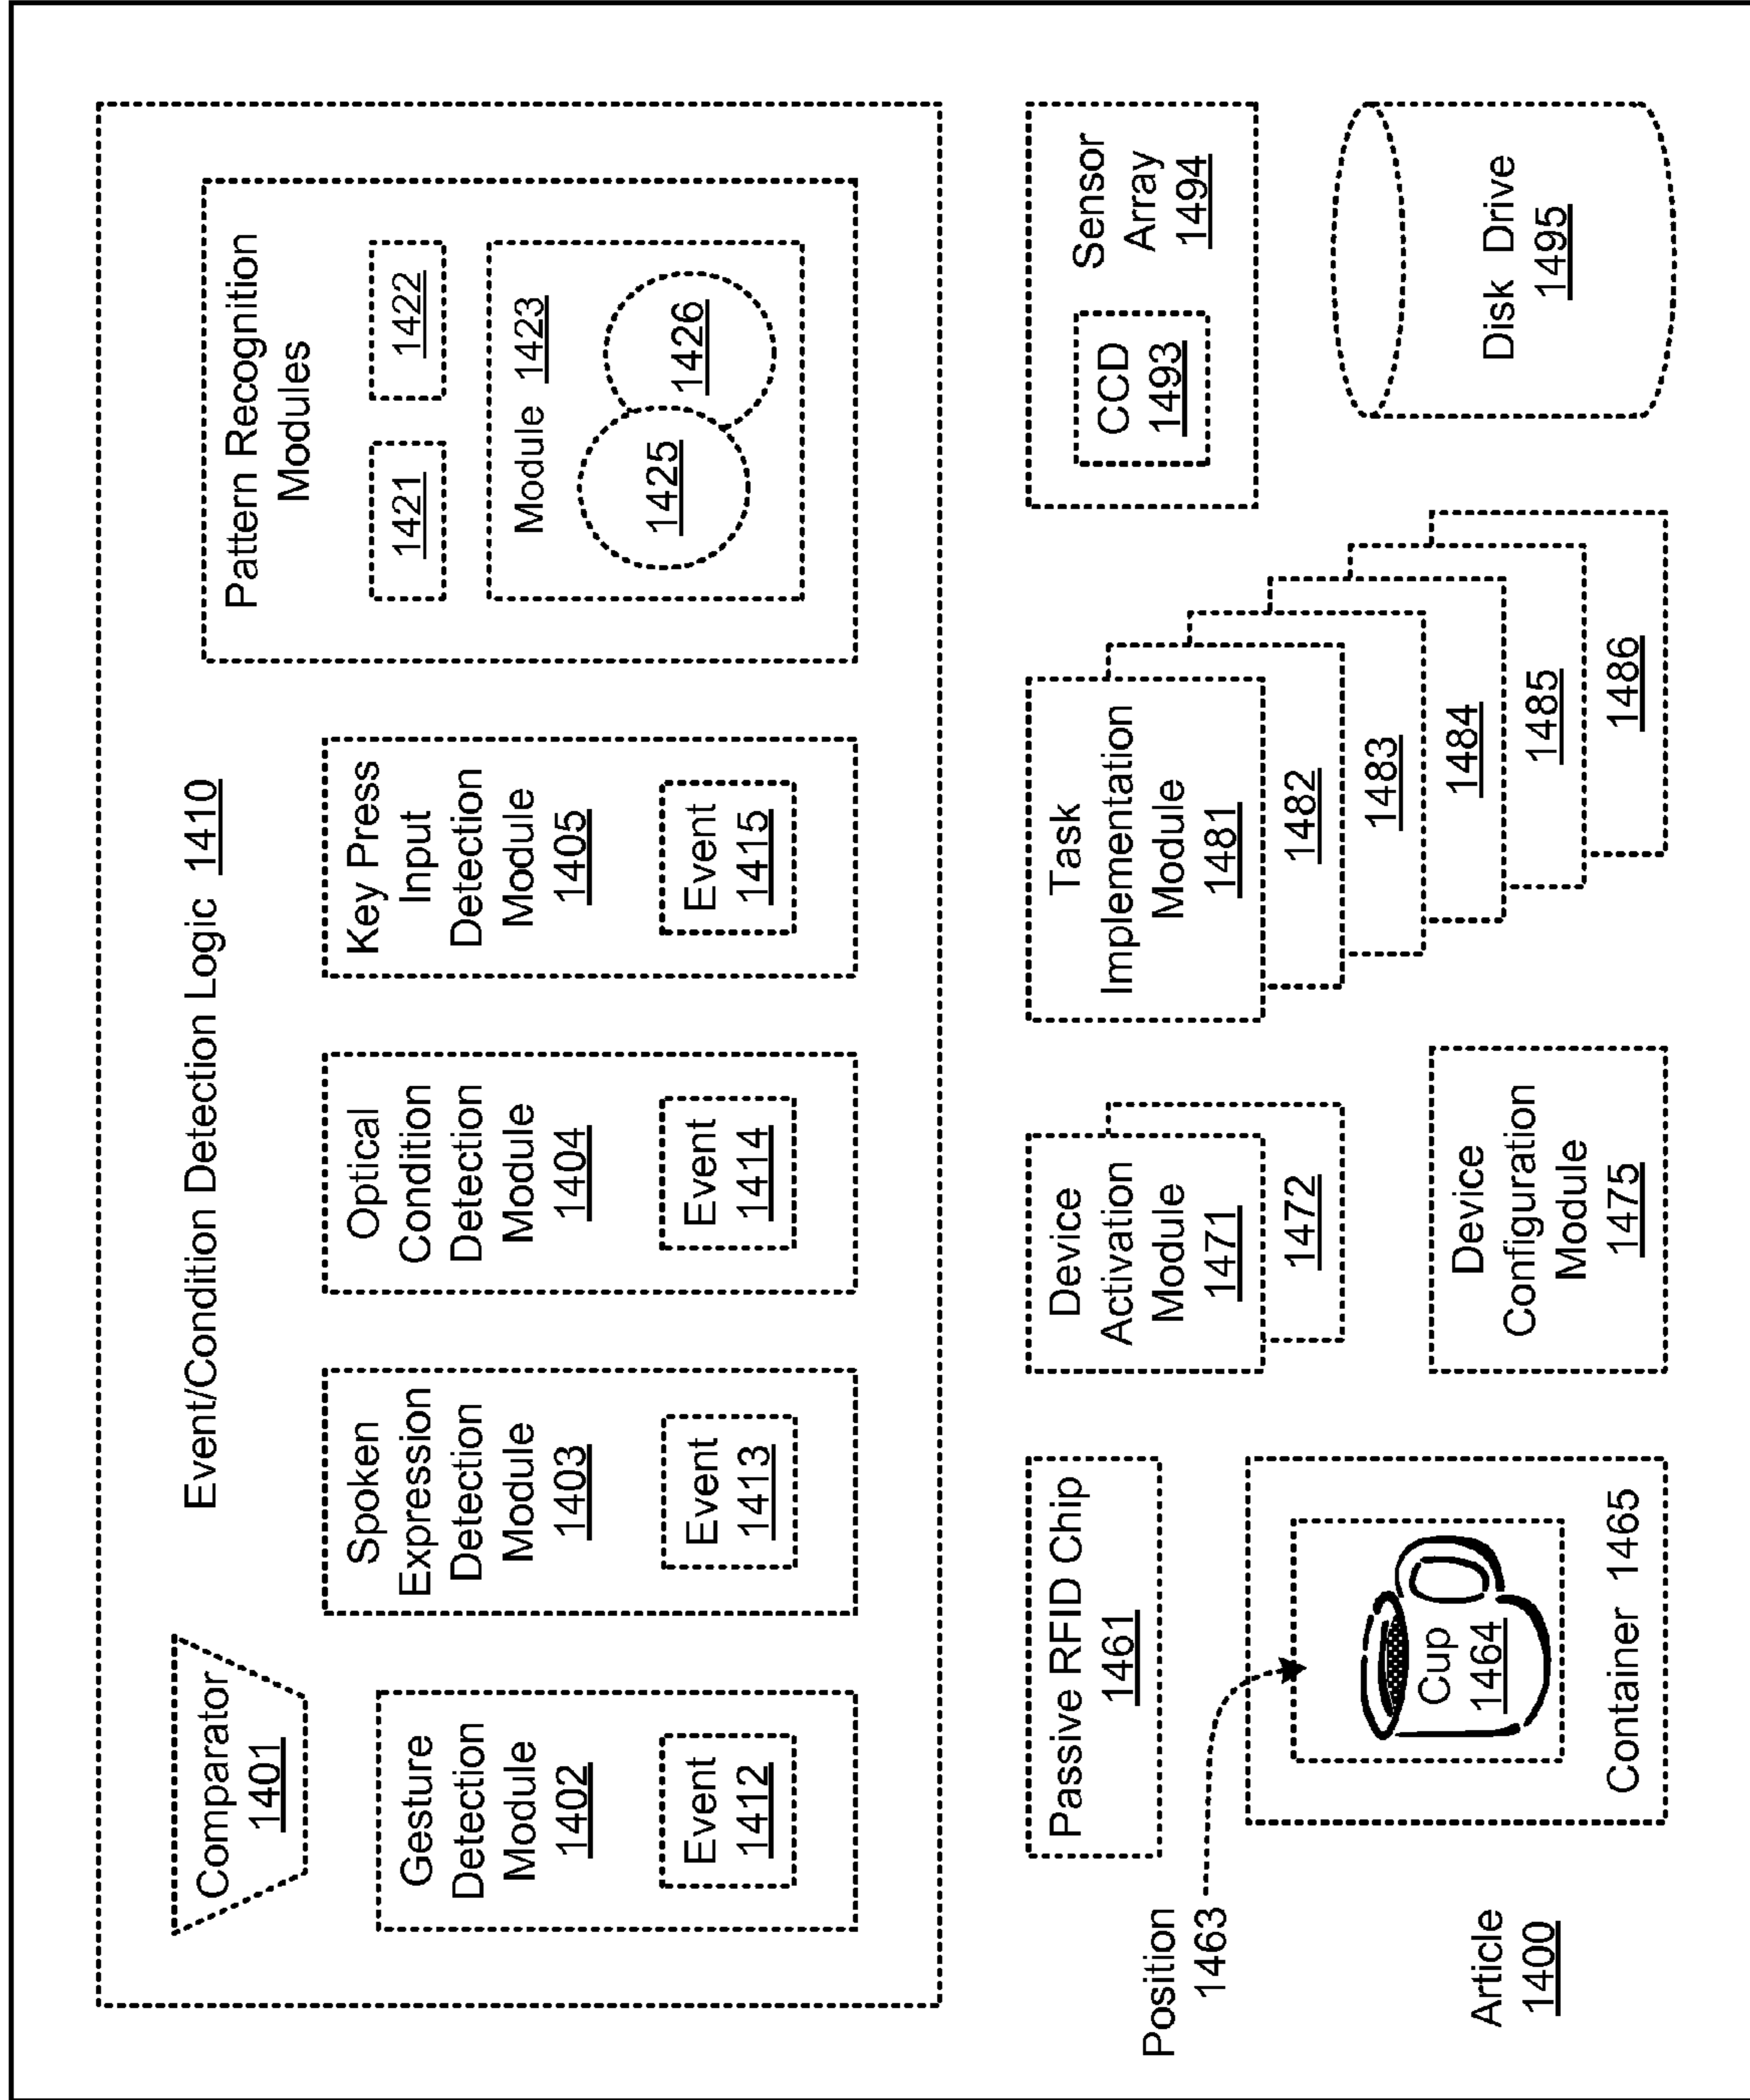 Event/Condition Detection Logic 1410
Comparator
1401
Gesture
Detection
Module
1402
Event
1412
Spoken
Expression
Detection
Module
1403
Event
1413
Optical
Condition
Detection
Module
1404
Event
1414
Key Press
Input
Detection
Module
1405
Event
1415
Pattern Recognition
Modules
1421
1422
Module 1423
1425
1426
Position
1463
Article
1400
Passive RFID Chip
1461
Cup
1464
Container 1465
Device
Activation
Module
1471
1472
Device
Configuration
Module
1475
Task
Implementation
Module
1481
1482
1483
1484
1485
1486
CCD
1493
Sensor
Array
1494
Disk Drive
1495